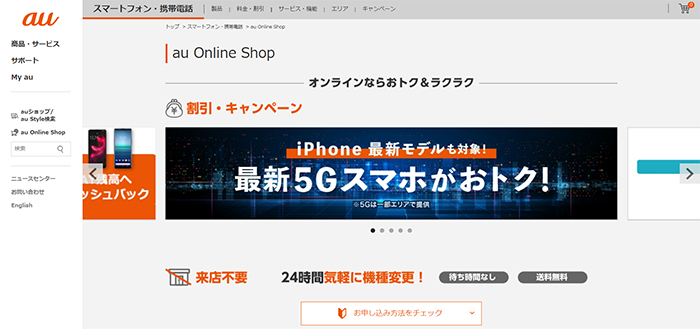 au
商品・サービス
サポート
My au
auショップ/
au Style検索
au Online Shop
検索
ニュースセンター
お問い合わせ
English
スマートフォン・携帯電話
製品 | 料金・割引 | サービス・機能 | エリア | キャンペーン
0
トップ > スマートフォン・携帯電話 > au Online Shop
au Online Shop
オンラインならおトク＆ラクラク
割引・キャンペーン
残高へ
ッシュバック
iPhone 最新モデルも対象！
最新5Gスマホがおトク！
※5Gは一部エリアで提供
来店不要
24時間気軽に機種変更！
待ち時間なし
送料無料
お申し込み方法をチェック